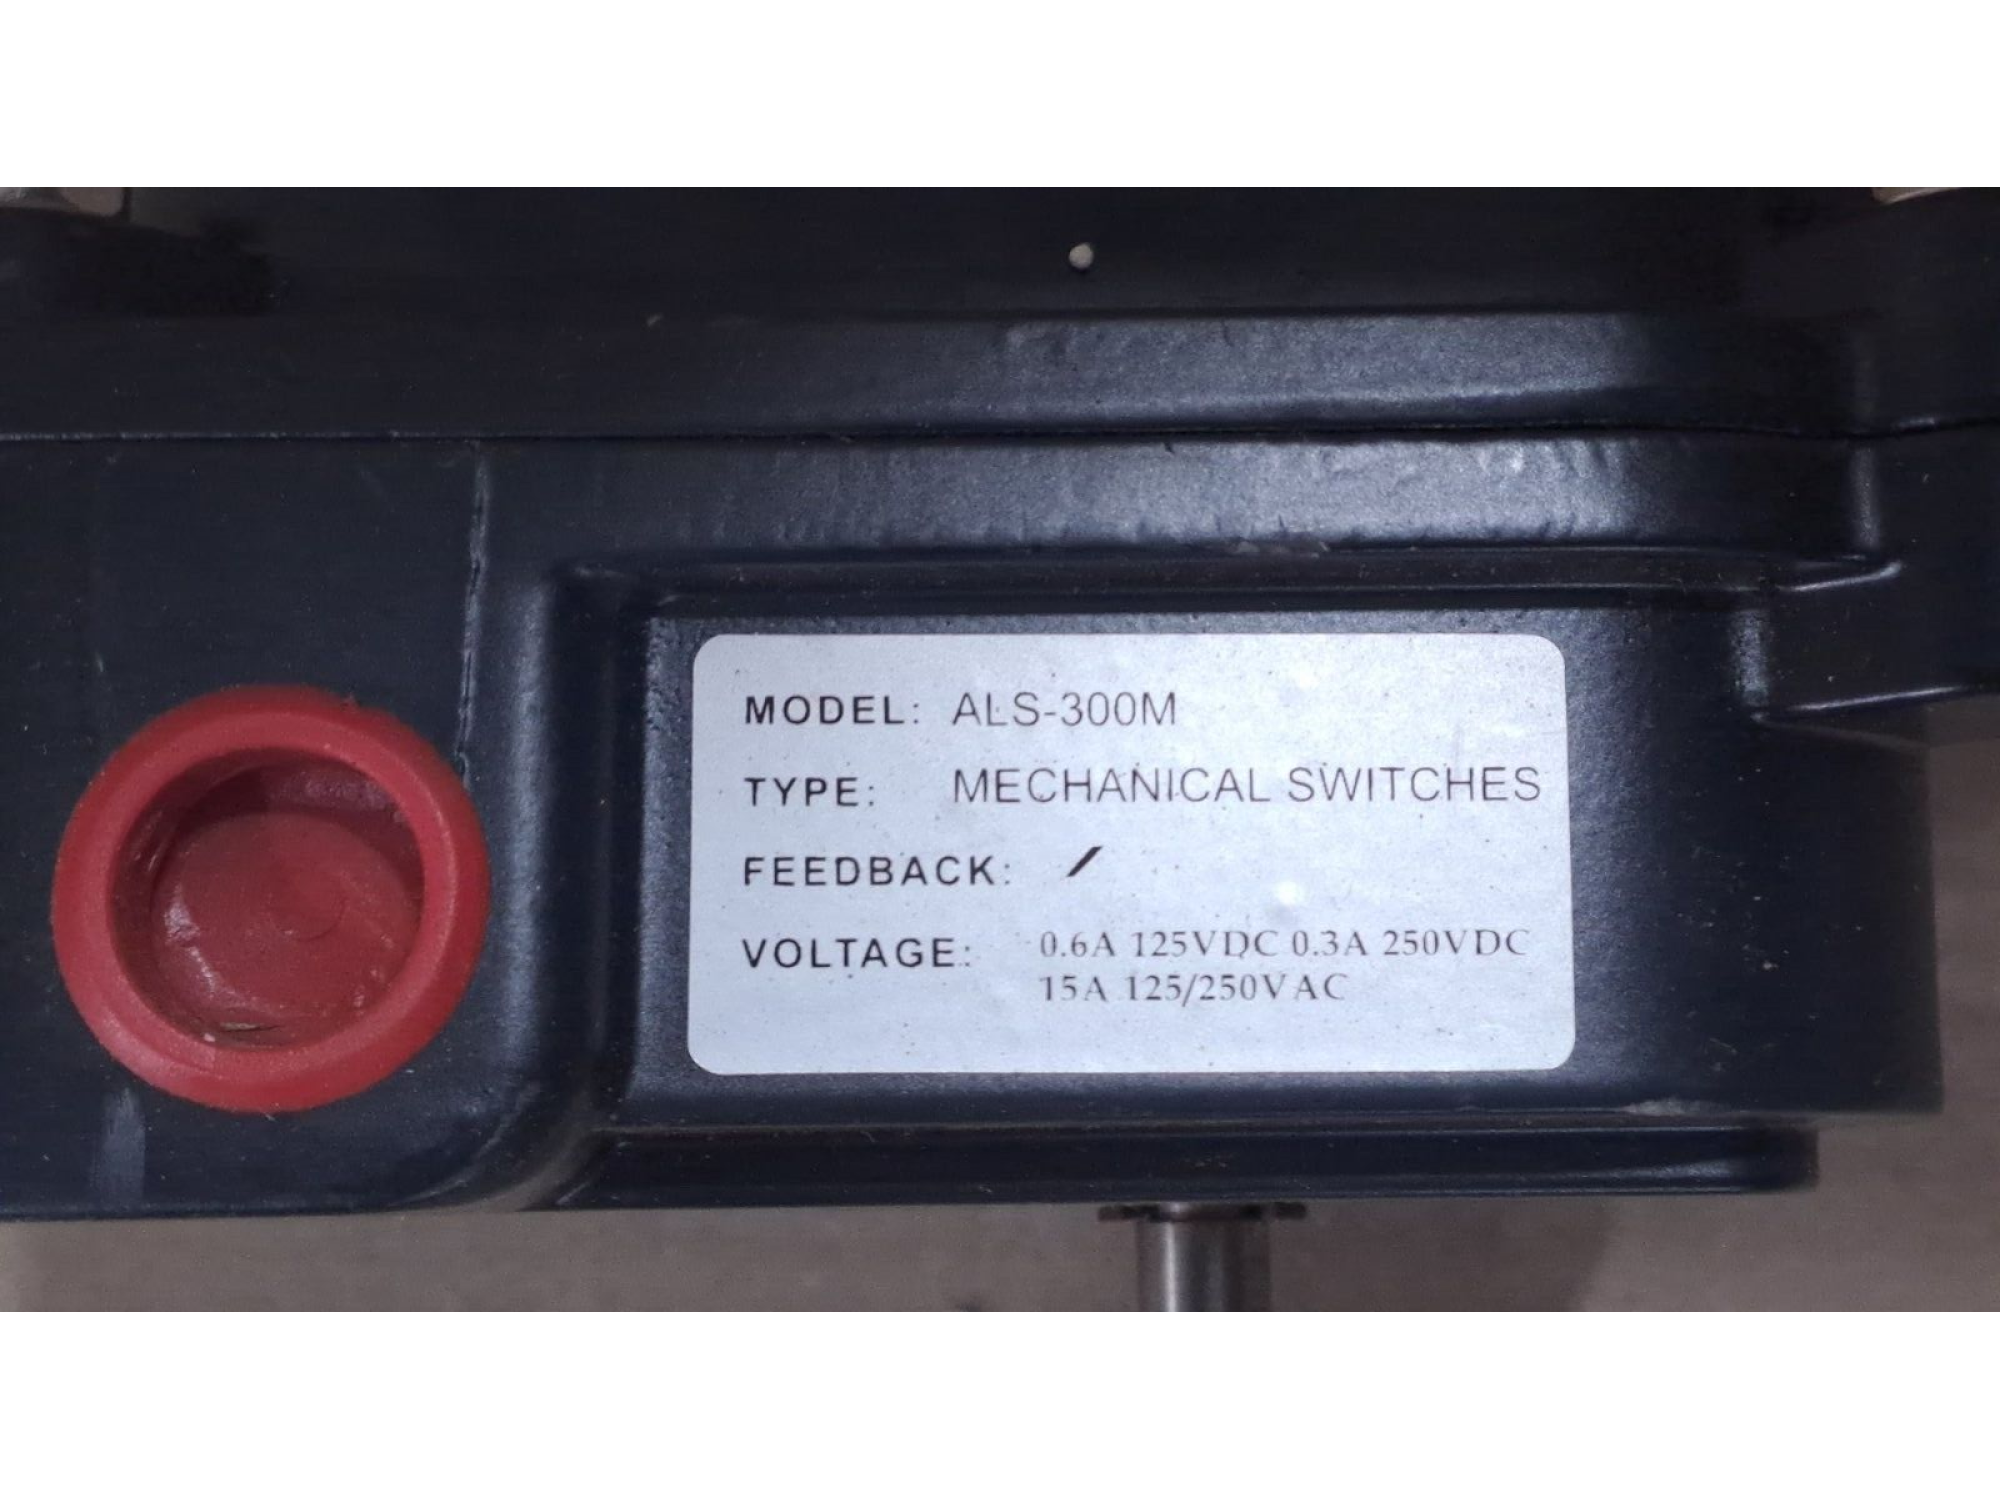 MODEL: ALS-300M
TYPE: MECHANICAL SWITCHES
FEEDBACK: /
VOLTAGE: 0.6A 125VDC 0.3A 250VDC
15A 125/250VAC